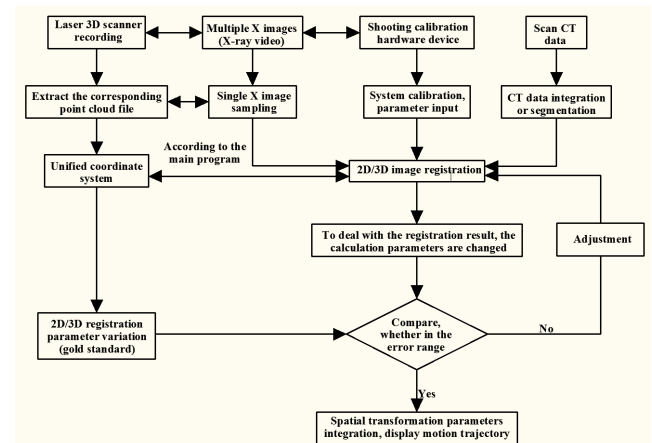 Laser 3D scanner
recording
Multiple X images
(X-ray video)
Shooting calibration
hardware device
Scan CT
data
Extract the corresponding
point cloud file
Single X image
sampling
System calibration,
parameter input
CT data integration
or segmentation
According to the
main program
Unified coordinate
system
2D/3D image registration
To deal with the registration result, the
calculation parameters are changed
Adjustment
2D/3D registration
parameter variation
(gold standard)
Compare,
whether in the
error range
No
Yes
Spatial transformation parameters
integration, display motion trajectory